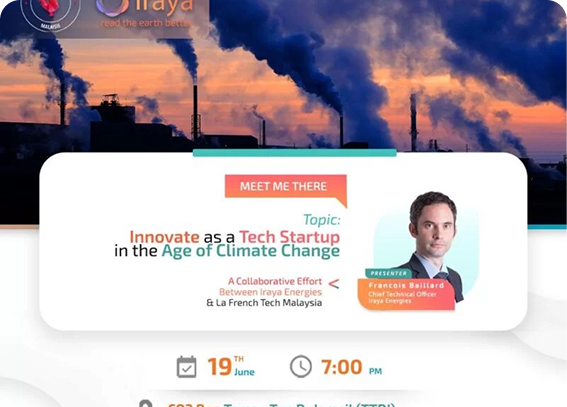 MALAYSIA
iraya
read the earth better
MEET ME THERE
Topic:
Innovate as a Tech Startup
in the Age of Climate Change
A Collaborative Effort
Between Iraya Energies
& La French Tech Malaysia
PRESENTER
Francois Baillard
Chief Technical Officer
Iraya Energies
19TH June
7:00 PM